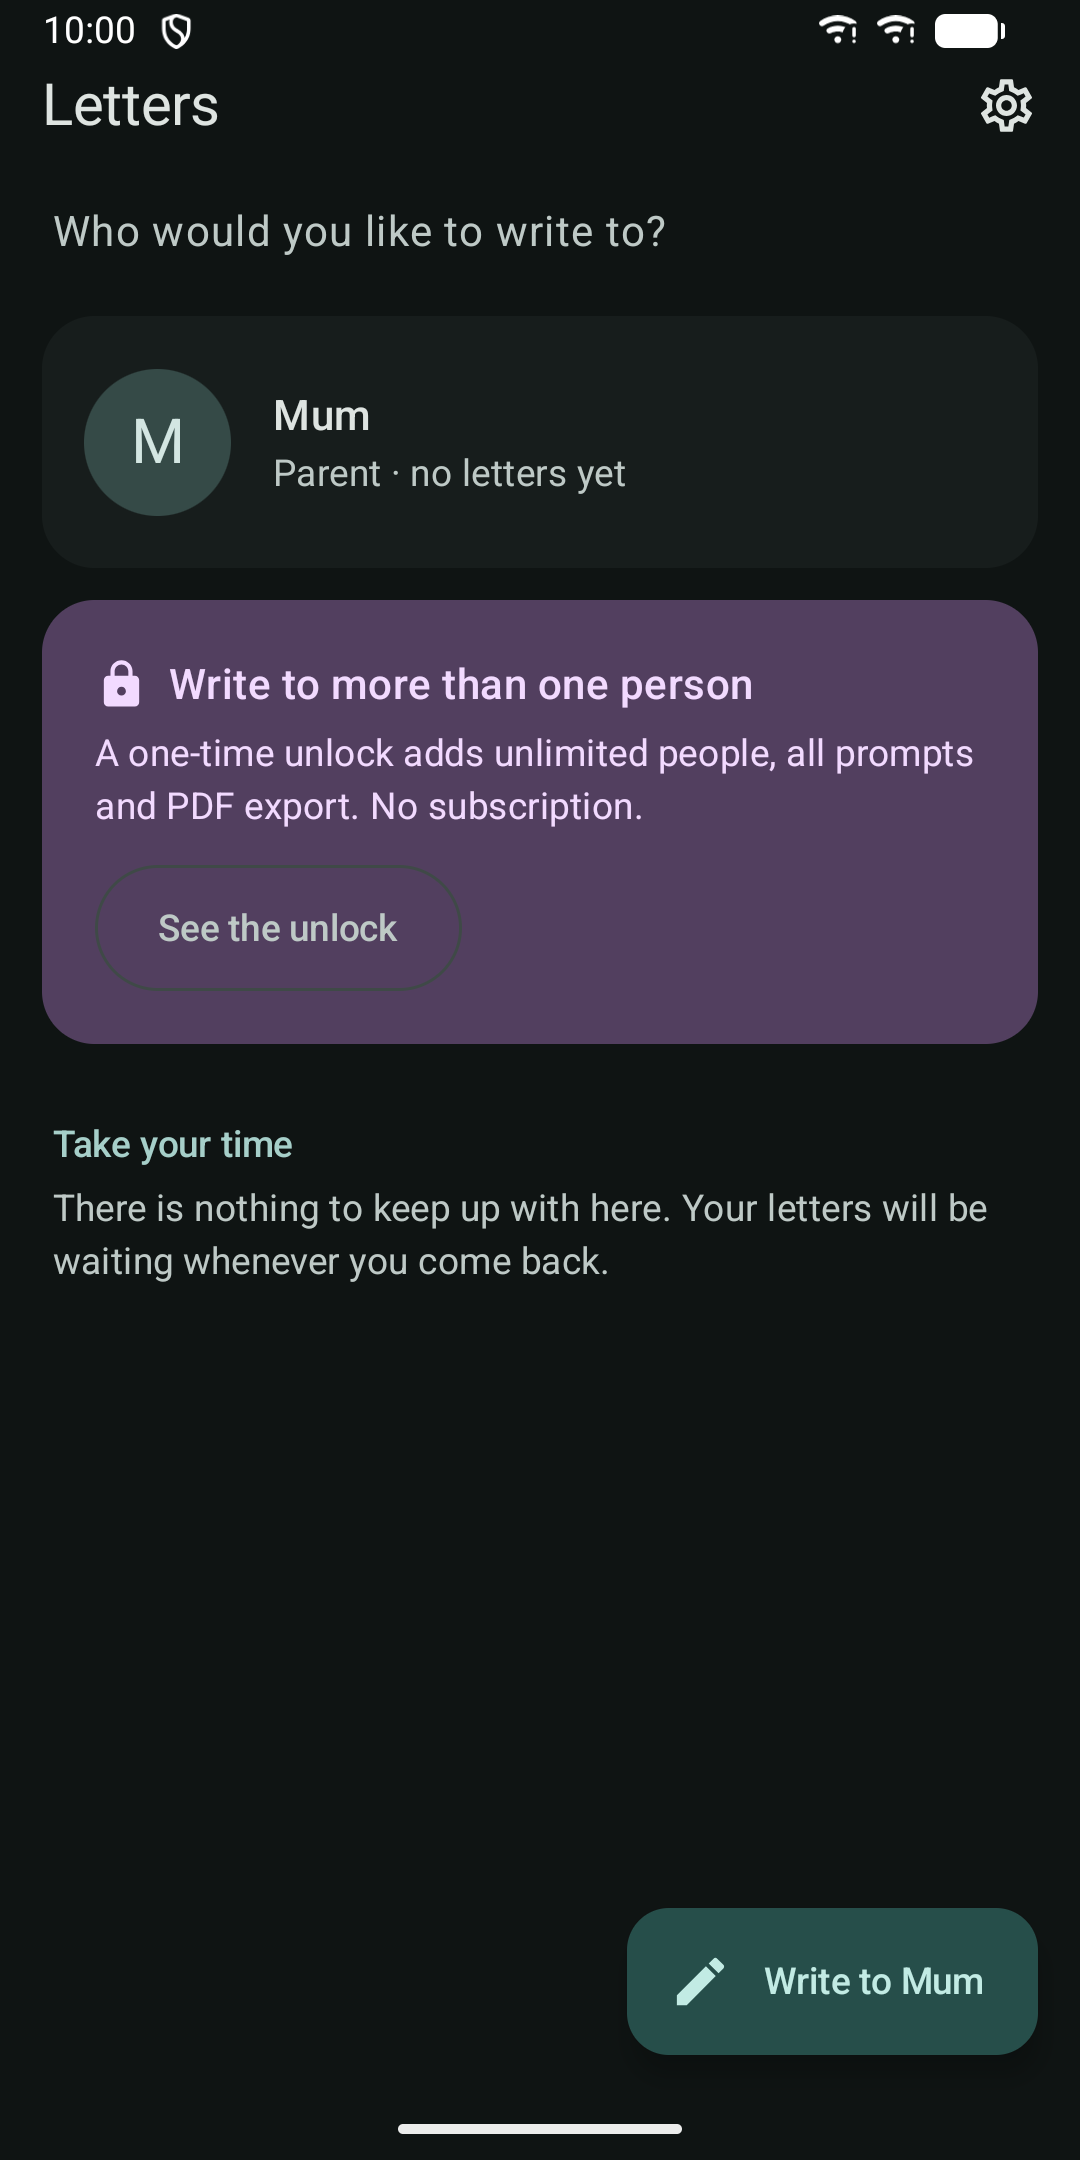 10:00
Letters
Who would you like to write to?
M
Mum
Parent · no letters yet
Write to more than one person
A one-time unlock adds unlimited people, all prompts
and PDF export. No subscription.
See the unlock
Take your time
There is nothing to keep up with here. Your letters will be
waiting whenever you come back.
Write to Mum